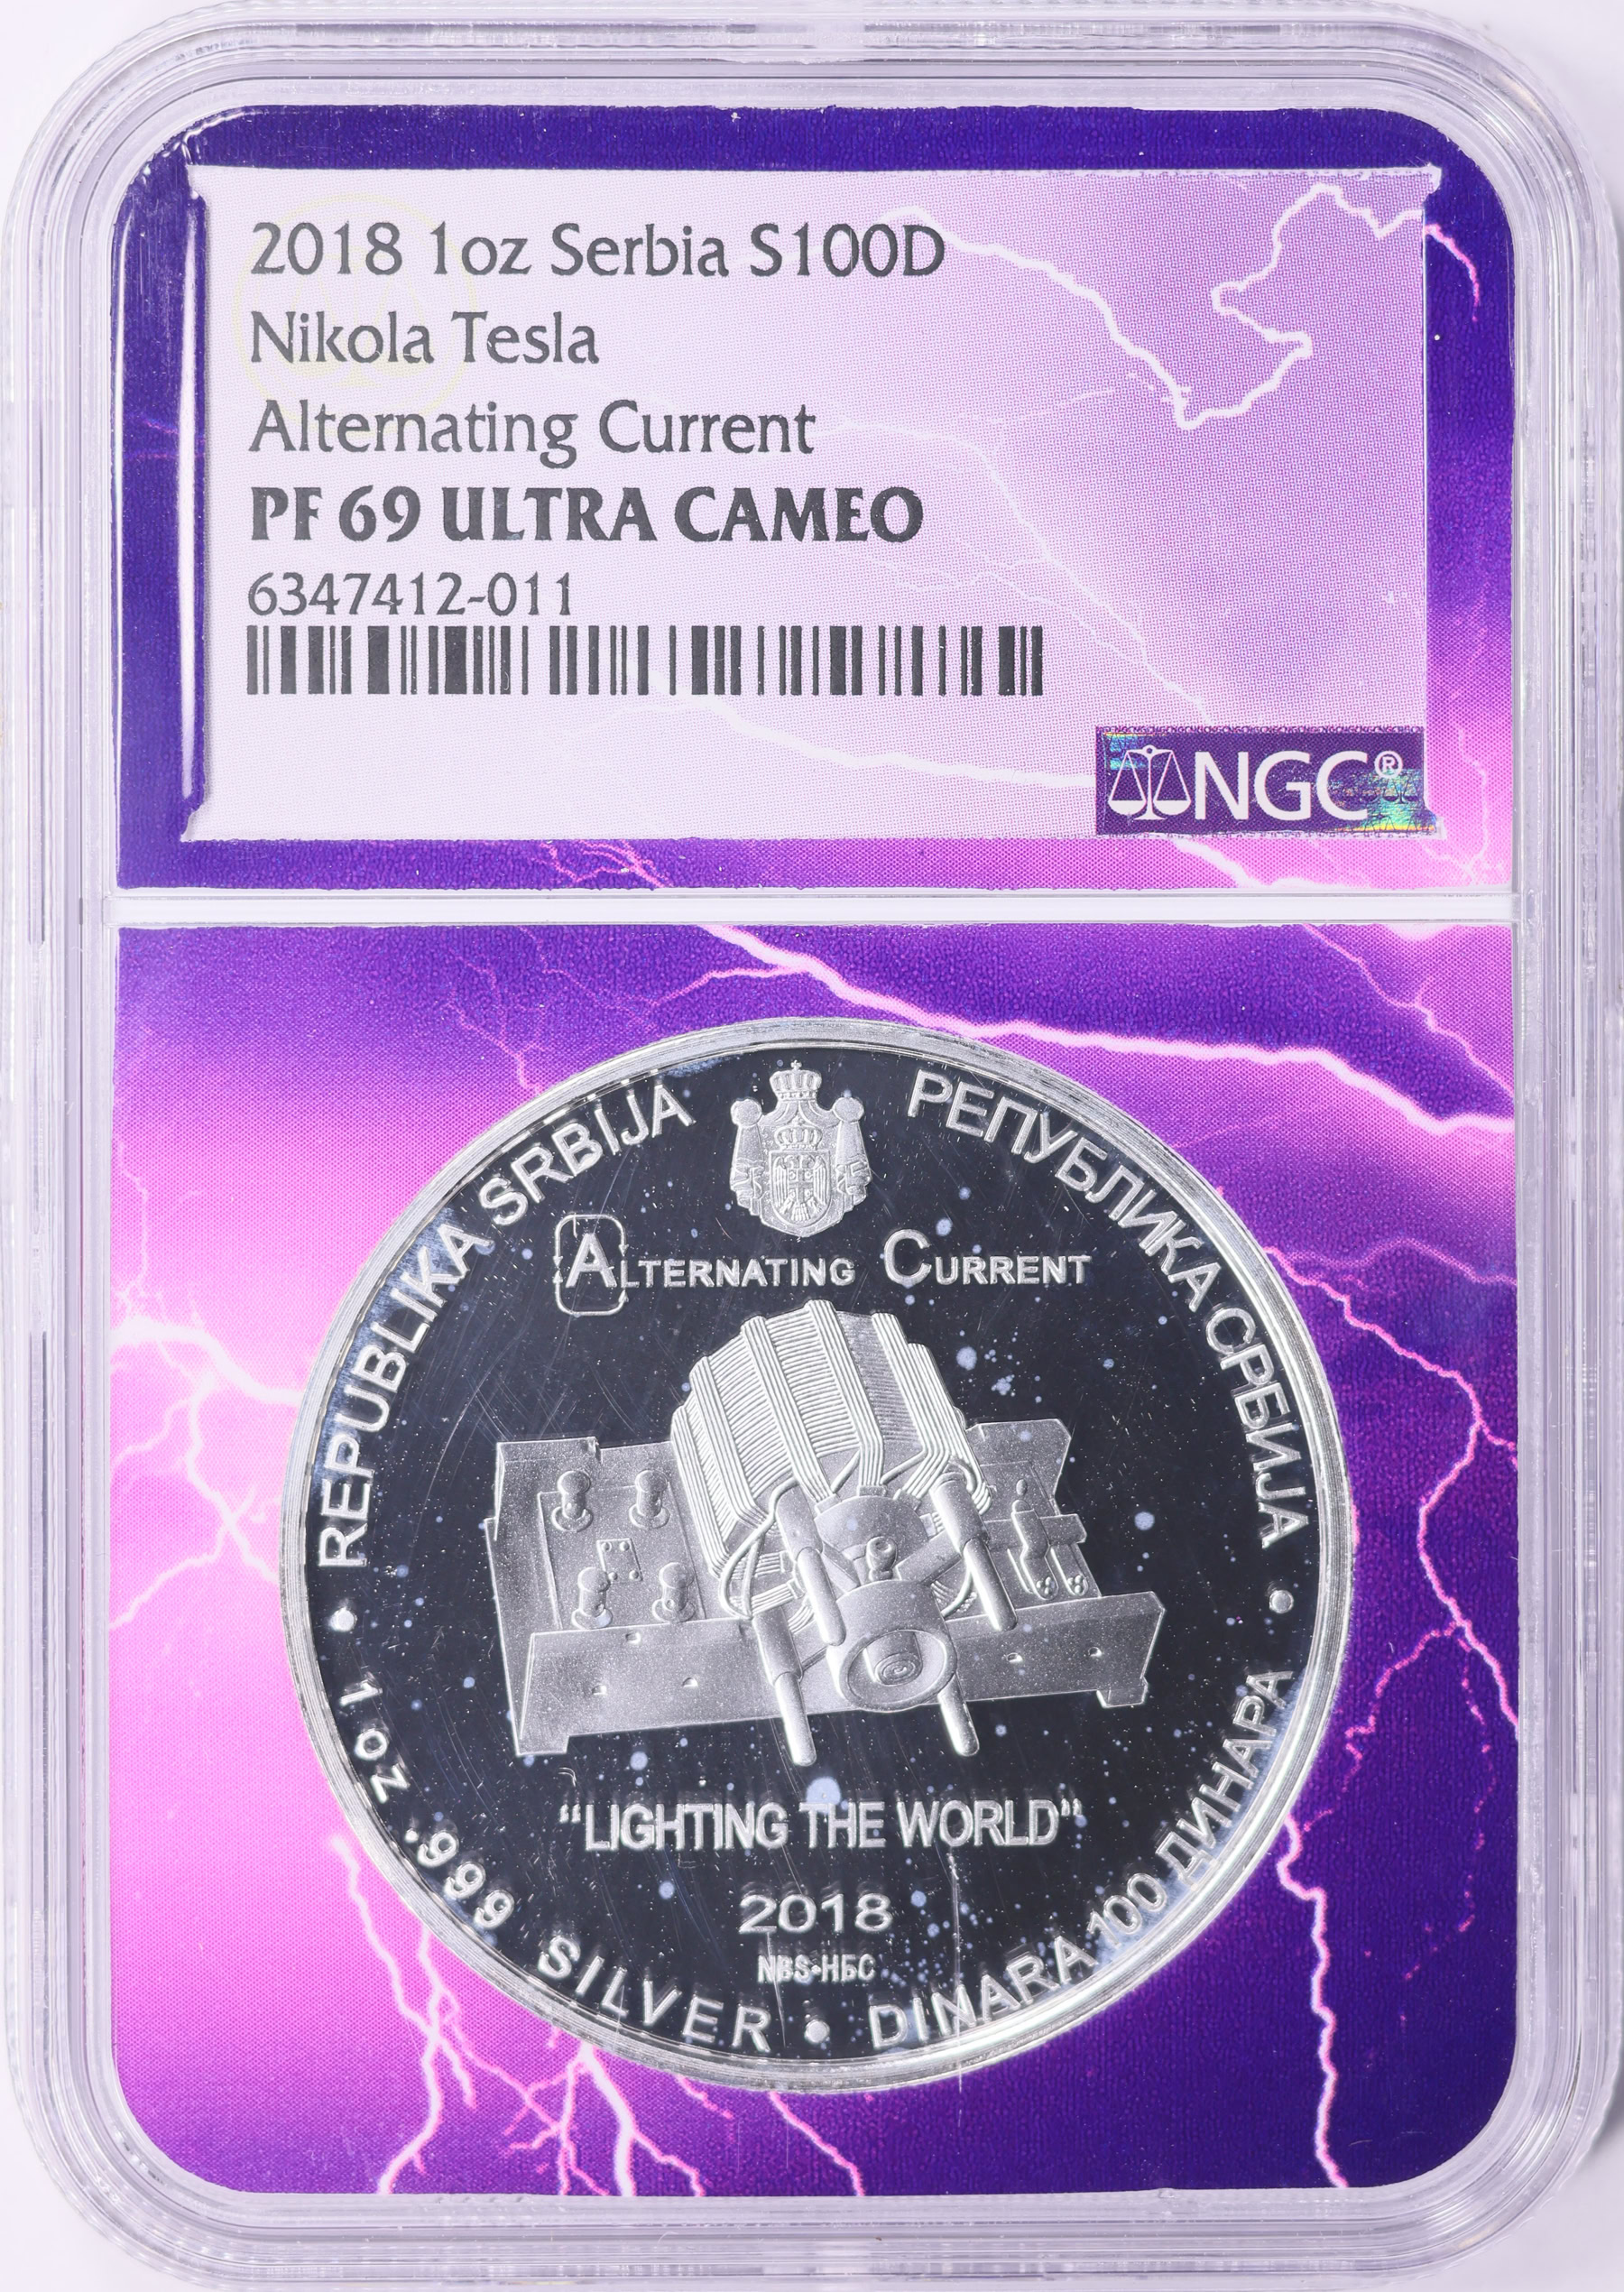 2018 1oz Serbia S100D
Nikola Tesla
Alternating Current
PF 69 ULTRA CAMEO
6347412-011
NGC®
REPUBLIKA SRBIJA
РЕПУБЛИКА СРБИЈА
ALTERNATING CURRENT
"LIGHTING THE WORLD"
2018
NBS•НБС
• 1 OZ .999 SILVER • DINARA 100 ДИНАРА •